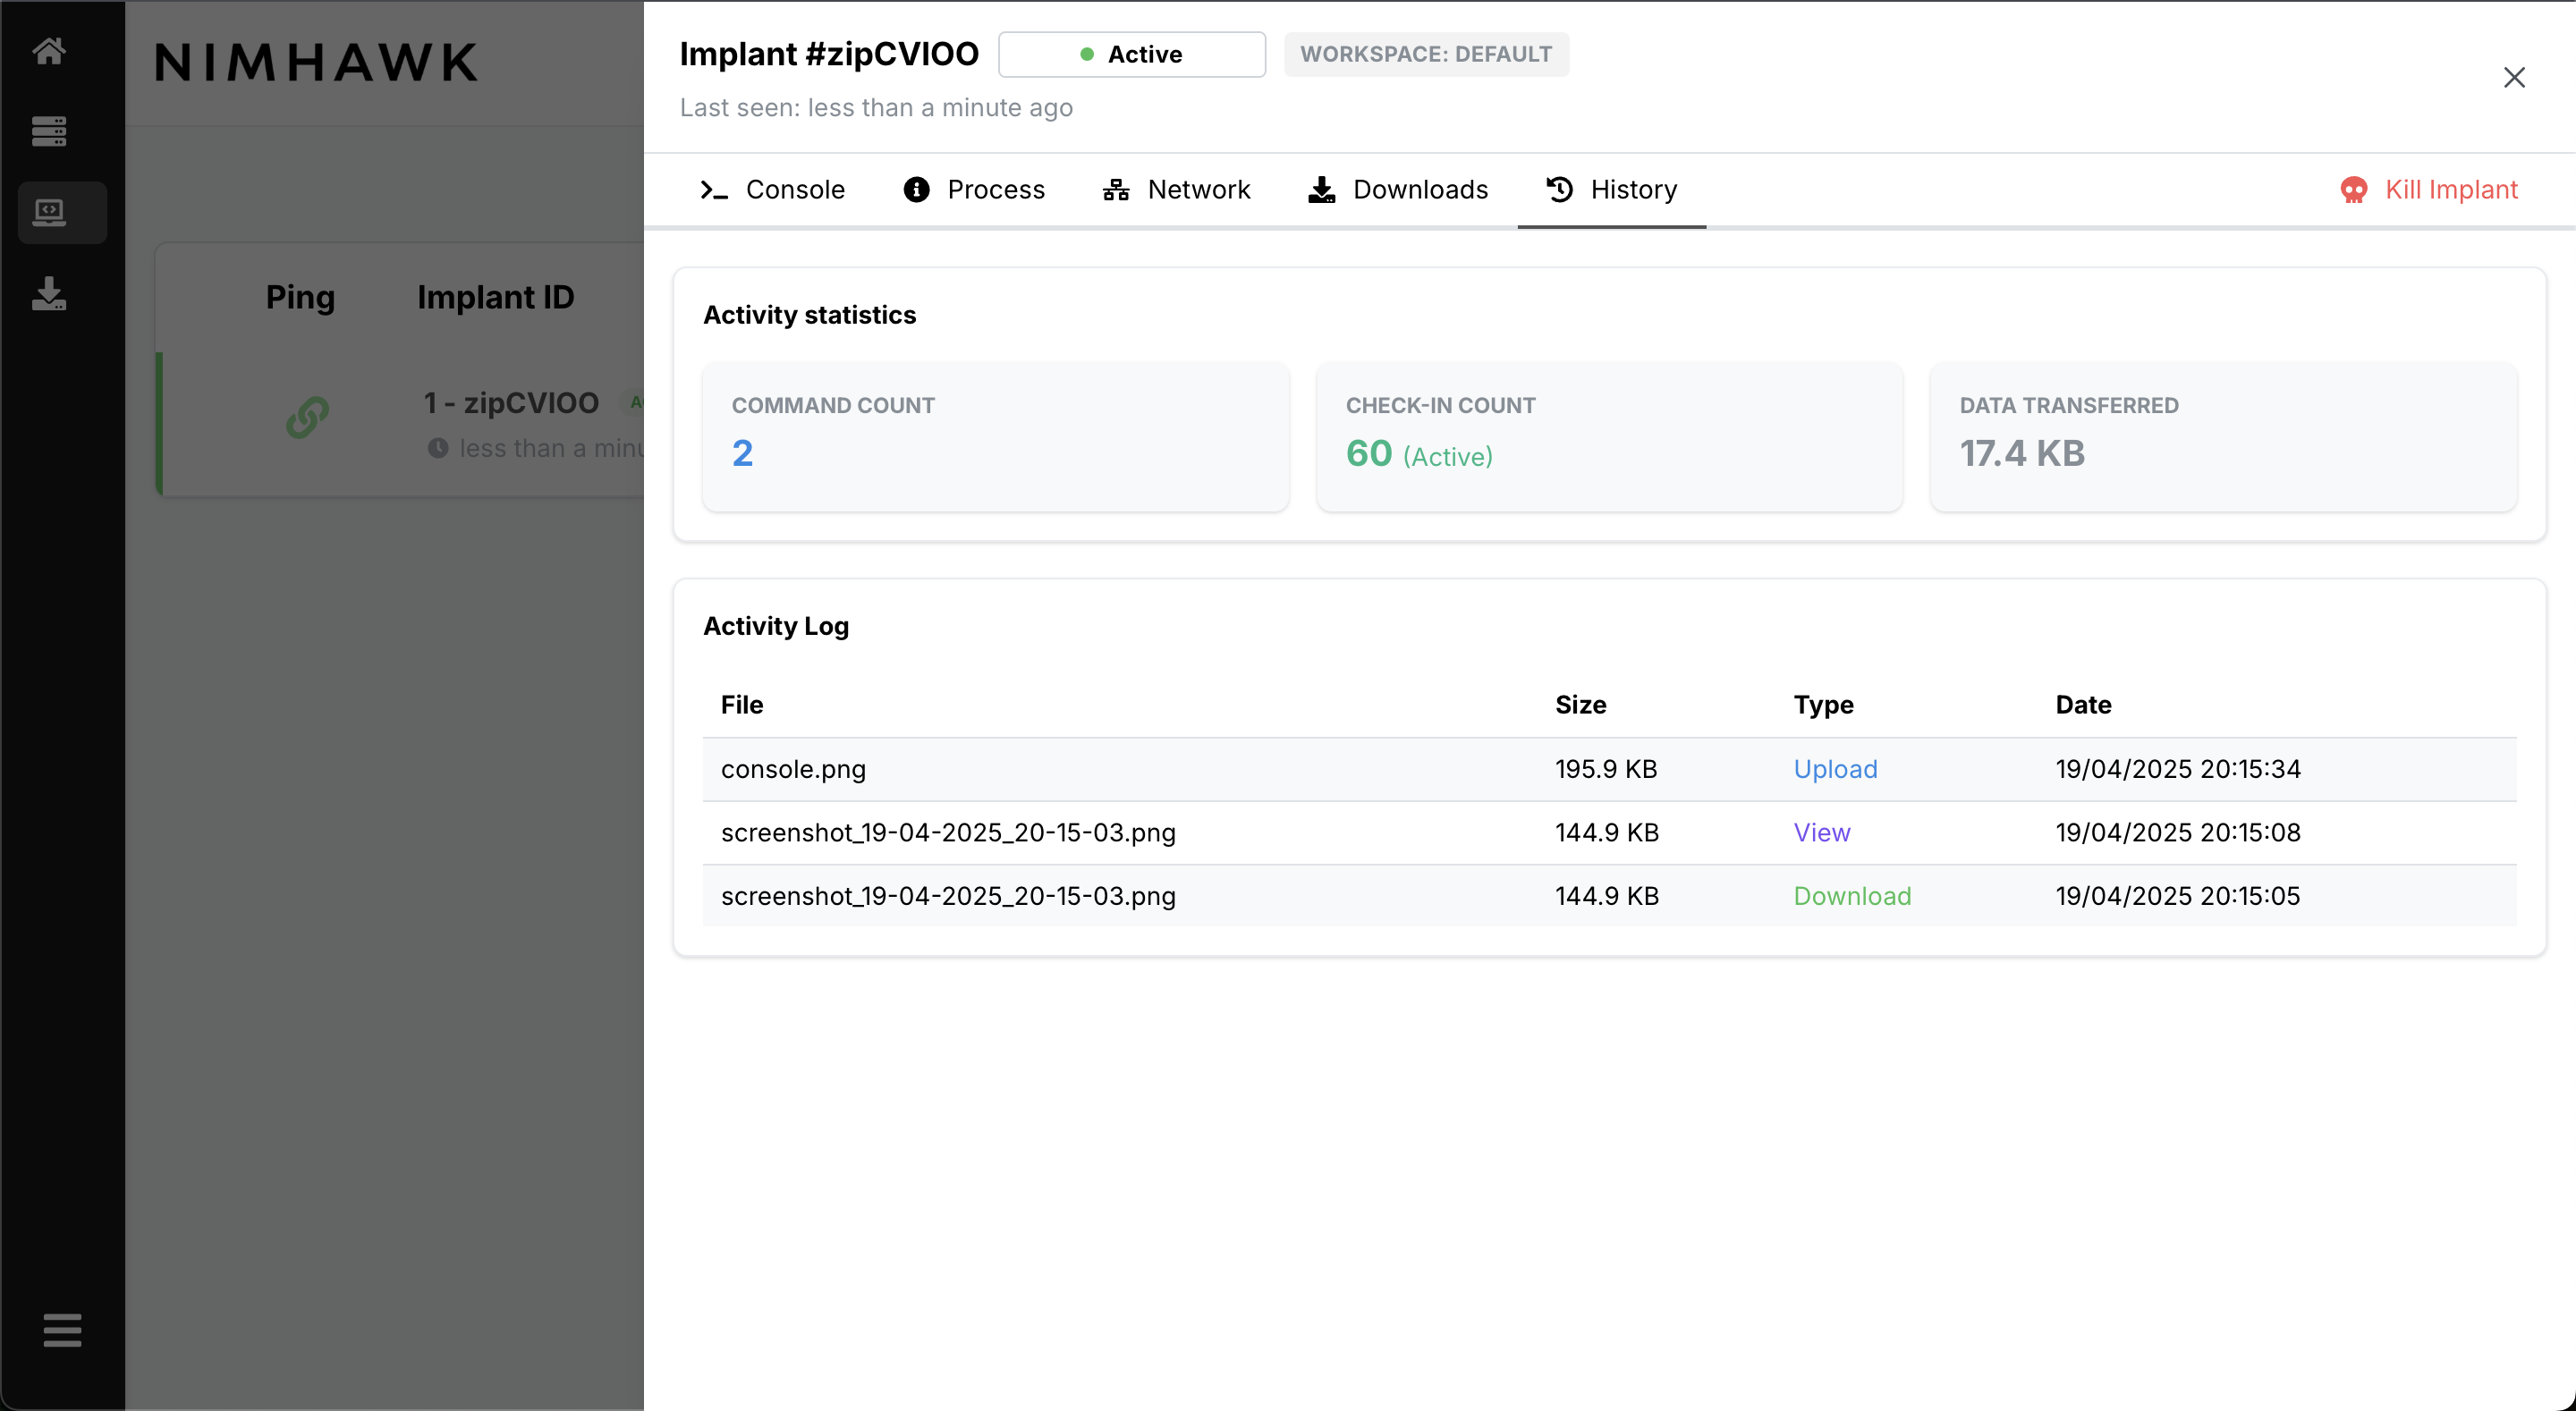 NIMHAWK
Ping Implant ID
1 - zipCVIOO
less than a minu
Implant #zipCVIOO Active WORKSPACE: DEFAULT
Last seen: less than a minute ago
Console Process Network Downloads History Kill Implant
Activity statistics
COMMAND COUNT CHECK-IN COUNT DATA TRANSFERRED
2 60 (Active) 17.4 KB
Activity Log
File Size Type Date
console.png 195.9 KB Upload 19/04/2025 20:15:34
screenshot_19-04-2025_20-15-03.png 144.9 KB View 19/04/2025 20:15:08
screenshot_19-04-2025_20-15-03.png 144.9 KB Download 19/04/2025 20:15:05